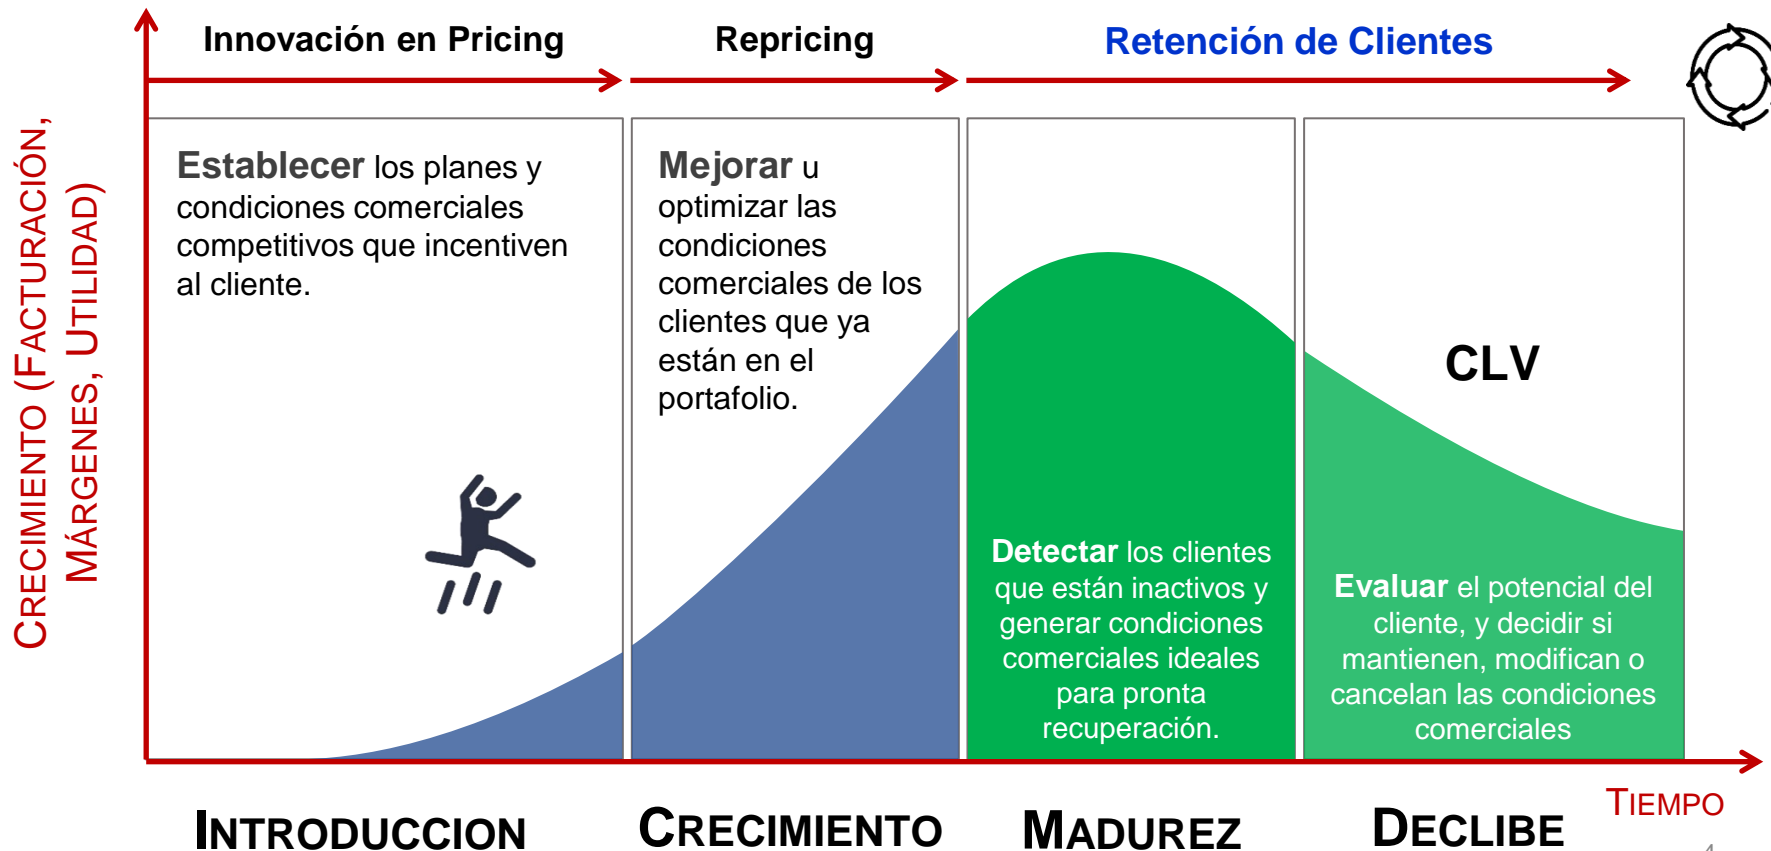 Innovación en Pricing
Repricing
Retención de Clientes
CRECIMIENTO (FACTURACIÓN,
MÁRGENES, UTILIDAD)
Establecer los planes y
condiciones comerciales
competitivos que incentiven
al cliente.
Mejorar u
optimizar las
condiciones
comerciales de los
clientes que ya
están en el
portafolio.
Detectar los clientes
que están inactivos y
generar condiciones
comerciales ideales
para pronta
recuperación.
CLV
Evaluar el potencial del
cliente, y decidir si
mantienen, modifican o
cancelan las condiciones
comerciales
TIEMPO
INTRODUCCION
CRECIMIENTO
MADUREZ
DECLIBE